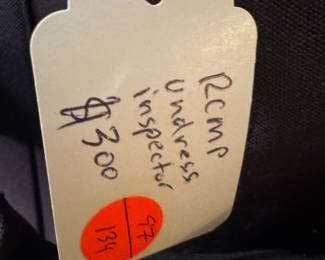 RCMP
undress
inspector
$300
97
134